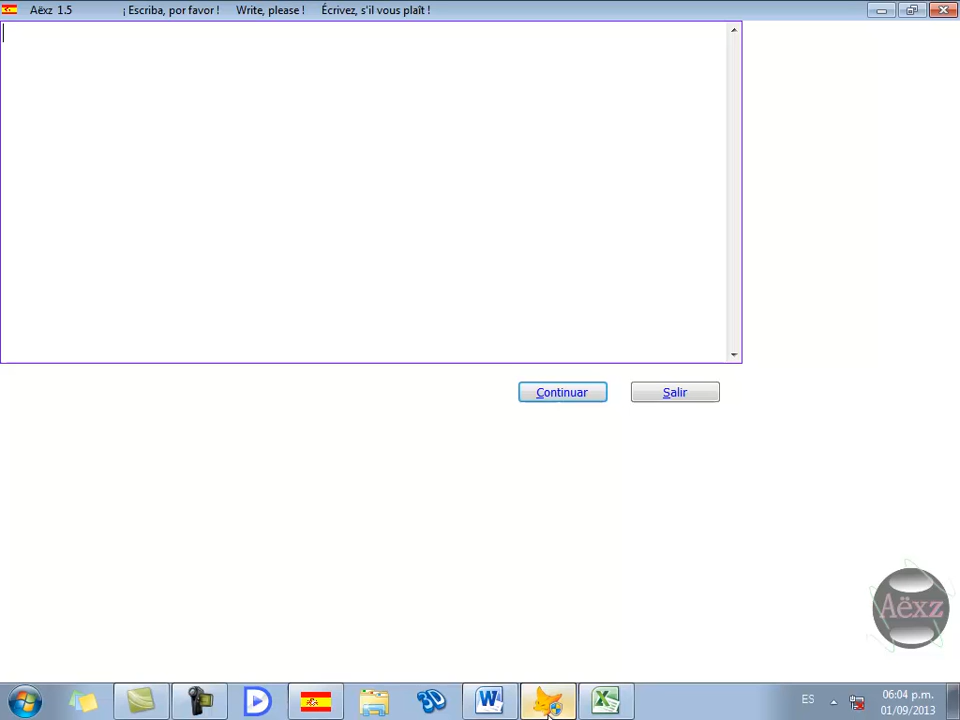 Aëxz 1.5 ¡ Escriba, por favor ! Write, please ! Écrivez, s'il vous plaît !
Continuar Salir
Aëxz
ES 06:04 p.m.
01/09/2013